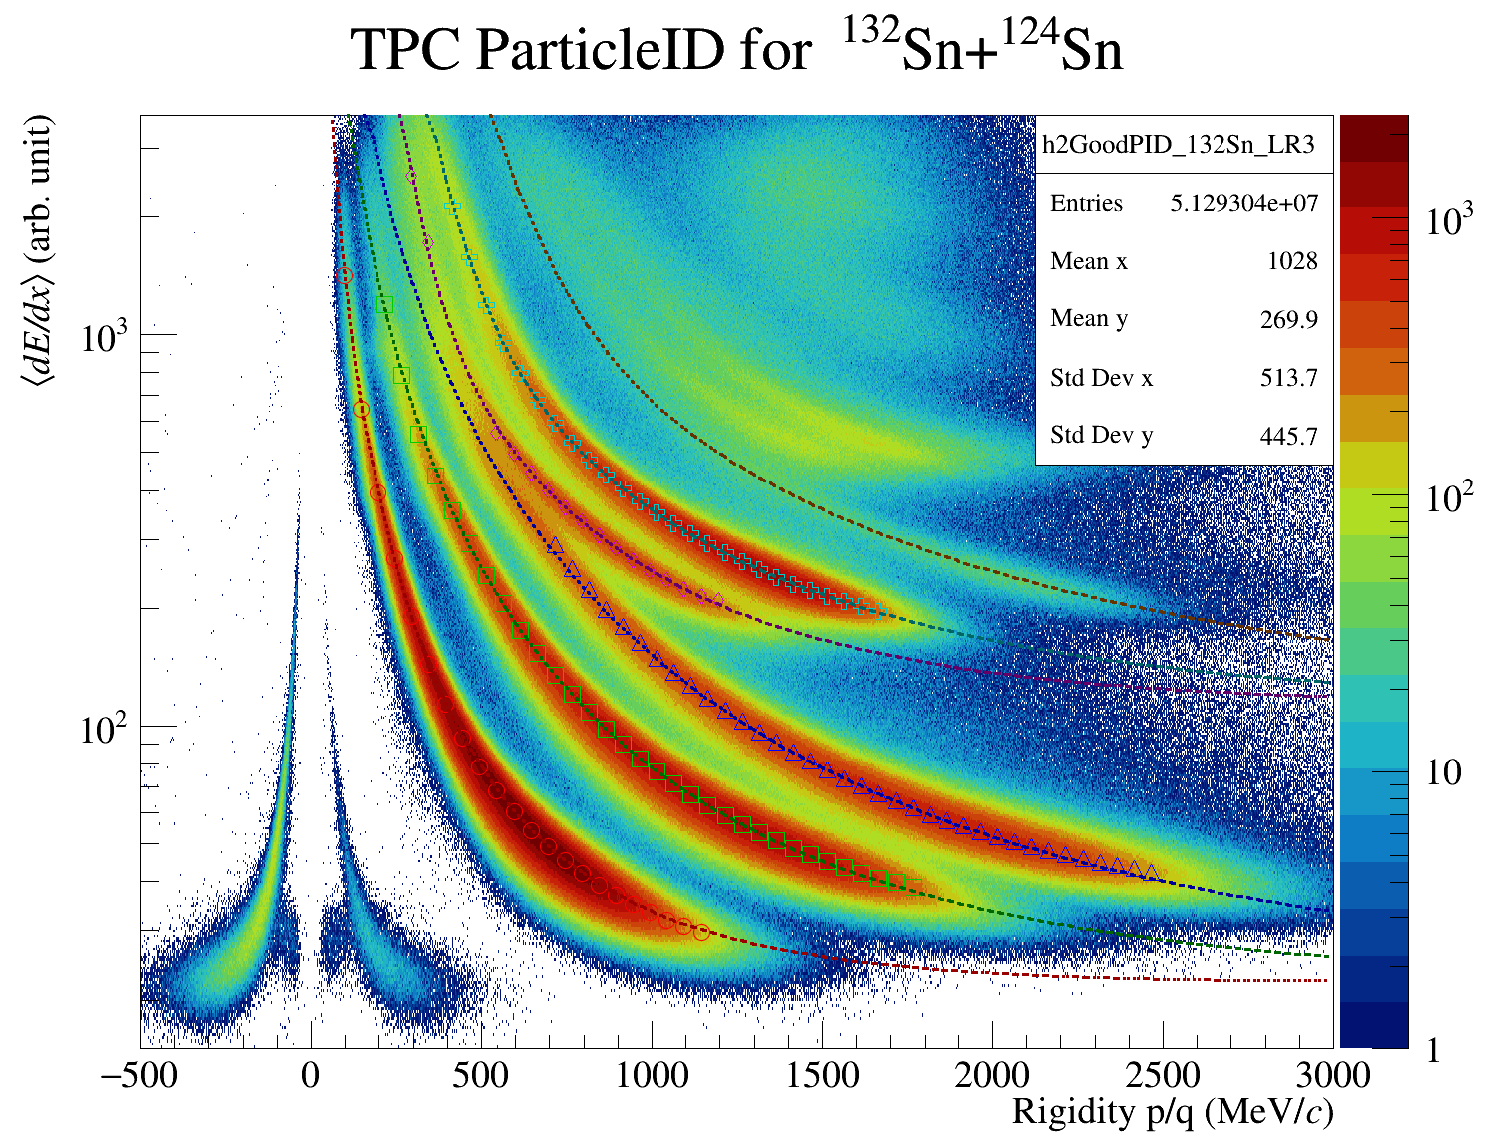 TPC ParticleID for ¹³²Sn+¹²⁴Sn
⟨dE/dx⟩ (arb. unit)
h2GoodPID_132Sn_LR3
Entries 5.129304e+07
Mean x 1028
Mean y 269.9
Std Dev x 513.7
Std Dev y 445.7
10³
10²
10³
10²
10
1
−500 0 500 1000 1500 2000 2500 3000
Rigidity p/q (MeV/c)